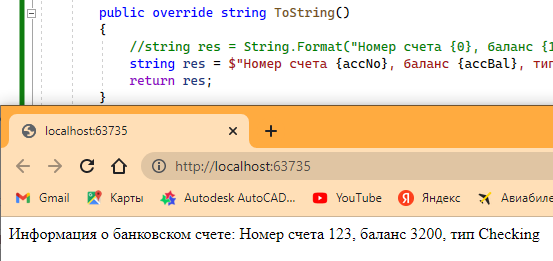 public override string ToString()
{
//string res = String.Format("Номер счета {0}, баланс {1
string res = $"Номер счета {accNo}, баланс {accBal}, тип
return res;
}
localhost:63735
http://localhost:63735
Gmail Карты Autodesk AutoCAD... YouTube Яндекс Авиабиле
Информация о банковском счете: Номер счета 123, баланс 3200, тип Checking